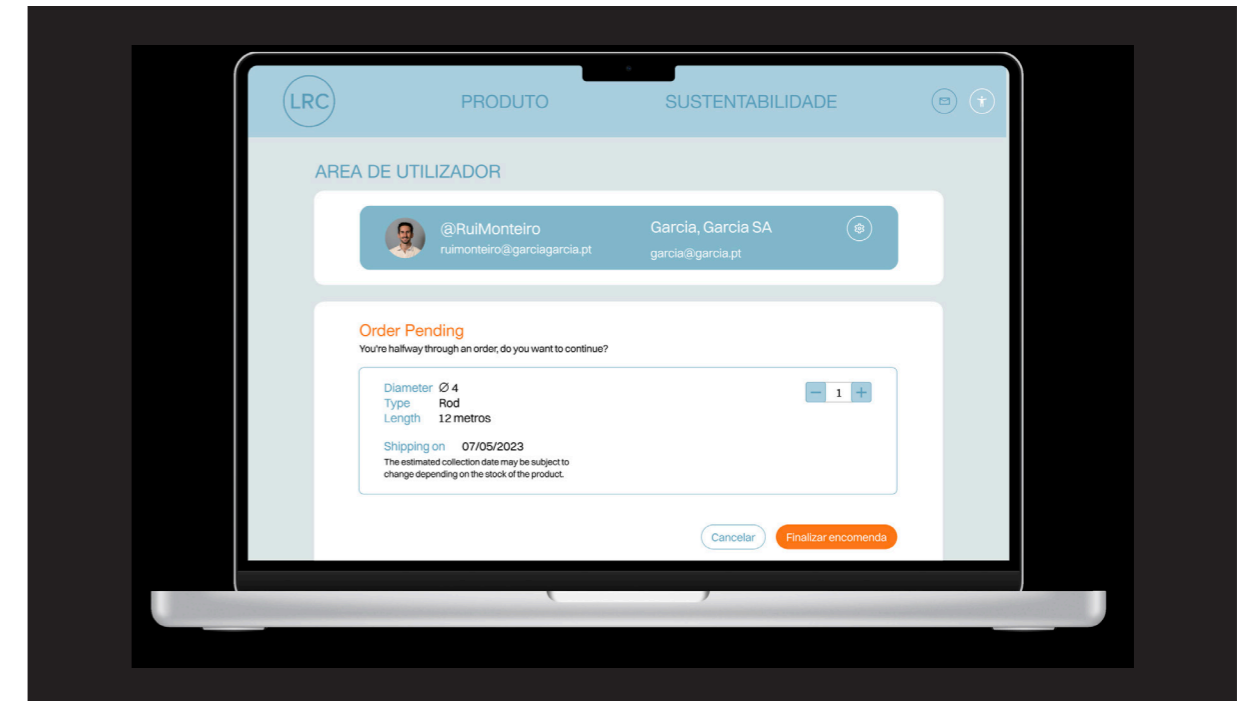 LRC PRODUTO SUSTENTABILIDADE
AREA DE UTILIZADOR
@RuiMonteiro
ruimonteiro@garciagarcia.pt
Garcia, Garcia SA
garcia@garcia.pt
Order Pending
You're halfway through an order, do you want to continue?
Diameter Ø 4
Type Rod
Length 12 metros
− 1 +
Shipping on 07/05/2023
The estimated collection date may be subject to
change depending on the stock of the product.
Cancelar Finalizar encomenda